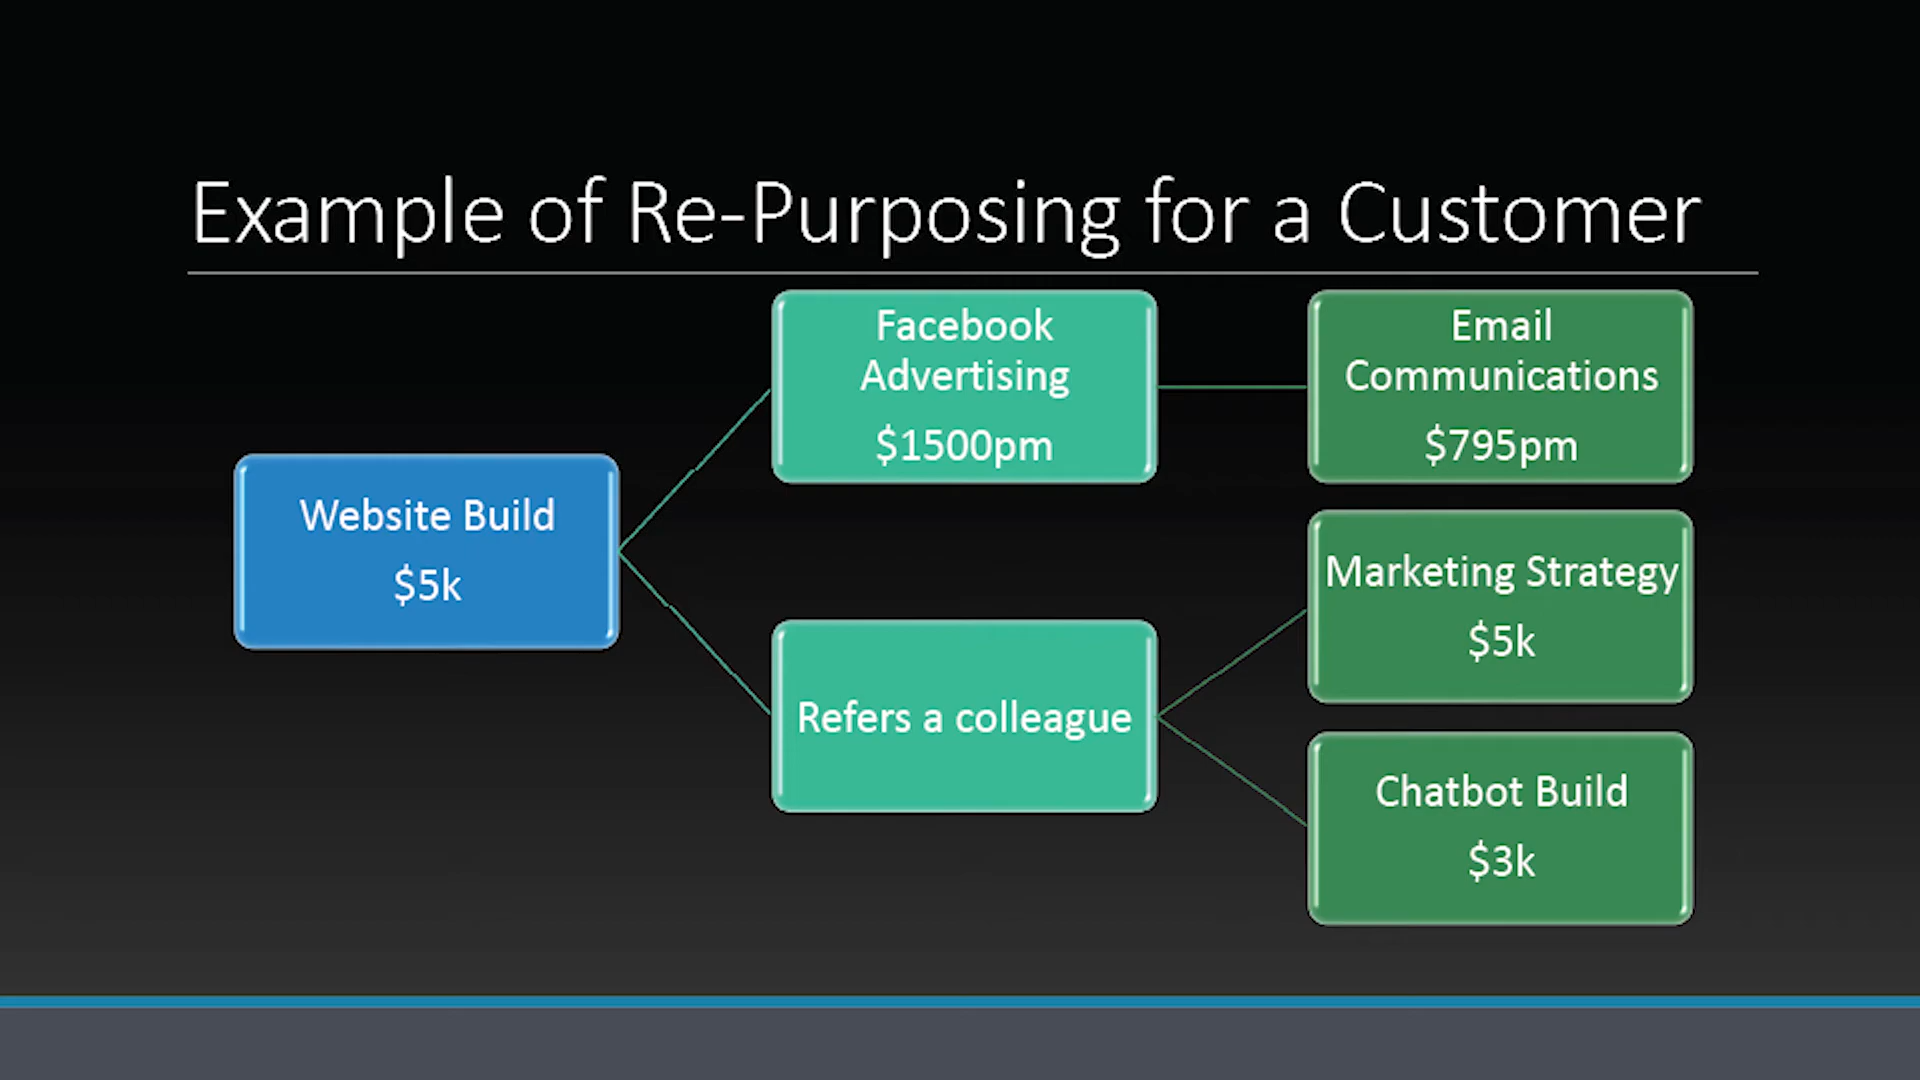 Example of Re-Purposing for a Customer
Website Build
$5k
Facebook
Advertising
$1500pm
Email
Communications
$795pm
Refers a colleague
Marketing Strategy
$5k
Chatbot Build
$3k